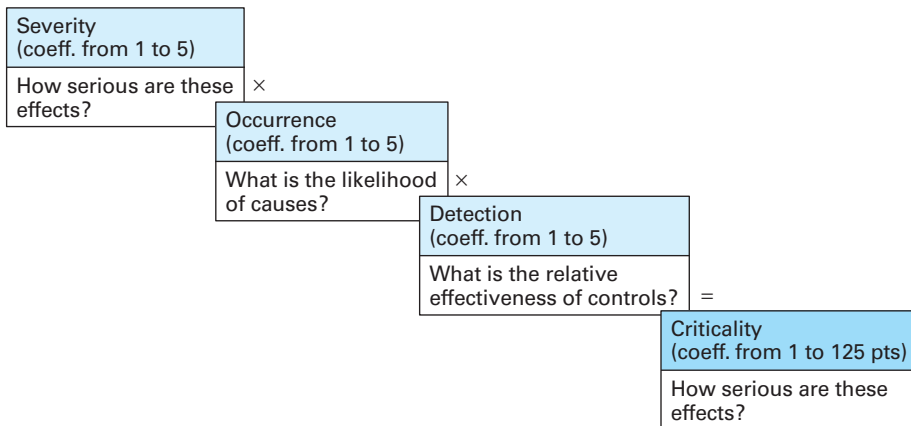 Severity
(coeff. from 1 to 5)
How serious are these ×
effects?
Occurrence
(coeff. from 1 to 5)
What is the likelihood ×
of causes?
Detection
(coeff. from 1 to 5)
What is the relative
effectiveness of controls? =
Criticality
(coeff. from 1 to 125 pts)
How serious are these
effects?